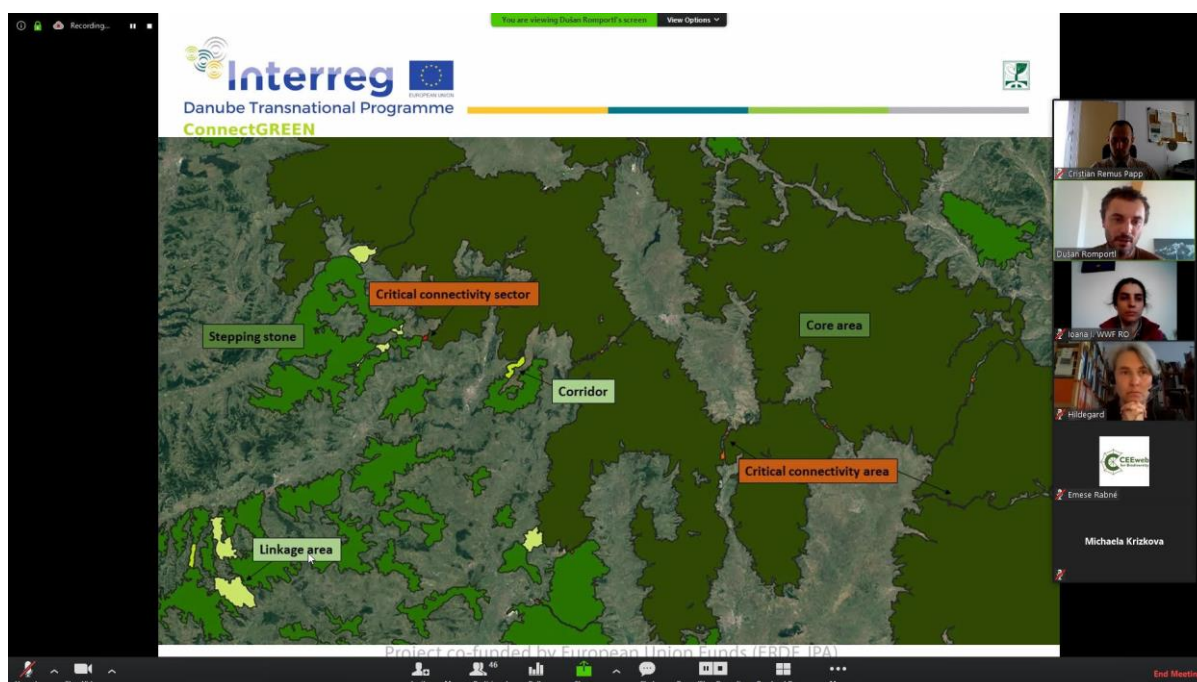 Recording...
You are viewing Dušan Romportl's screen
View Options
Interreg
EUROPEAN UNION
Danube Transnational Programme
ConnectGREEN
Critical connectivity sector
Stepping stone
Core area
Corridor
Critical connectivity area
Linkage area
Project co-funded by European Union Funds (ERDF, IPA)
Cristian Remus Papp
Dušan Romportl
Ioana I. WWF RO
Hildegard
CEEweb
for Biodiversity
Emese Rabné
Michaela Krizkova
46
End Meeting